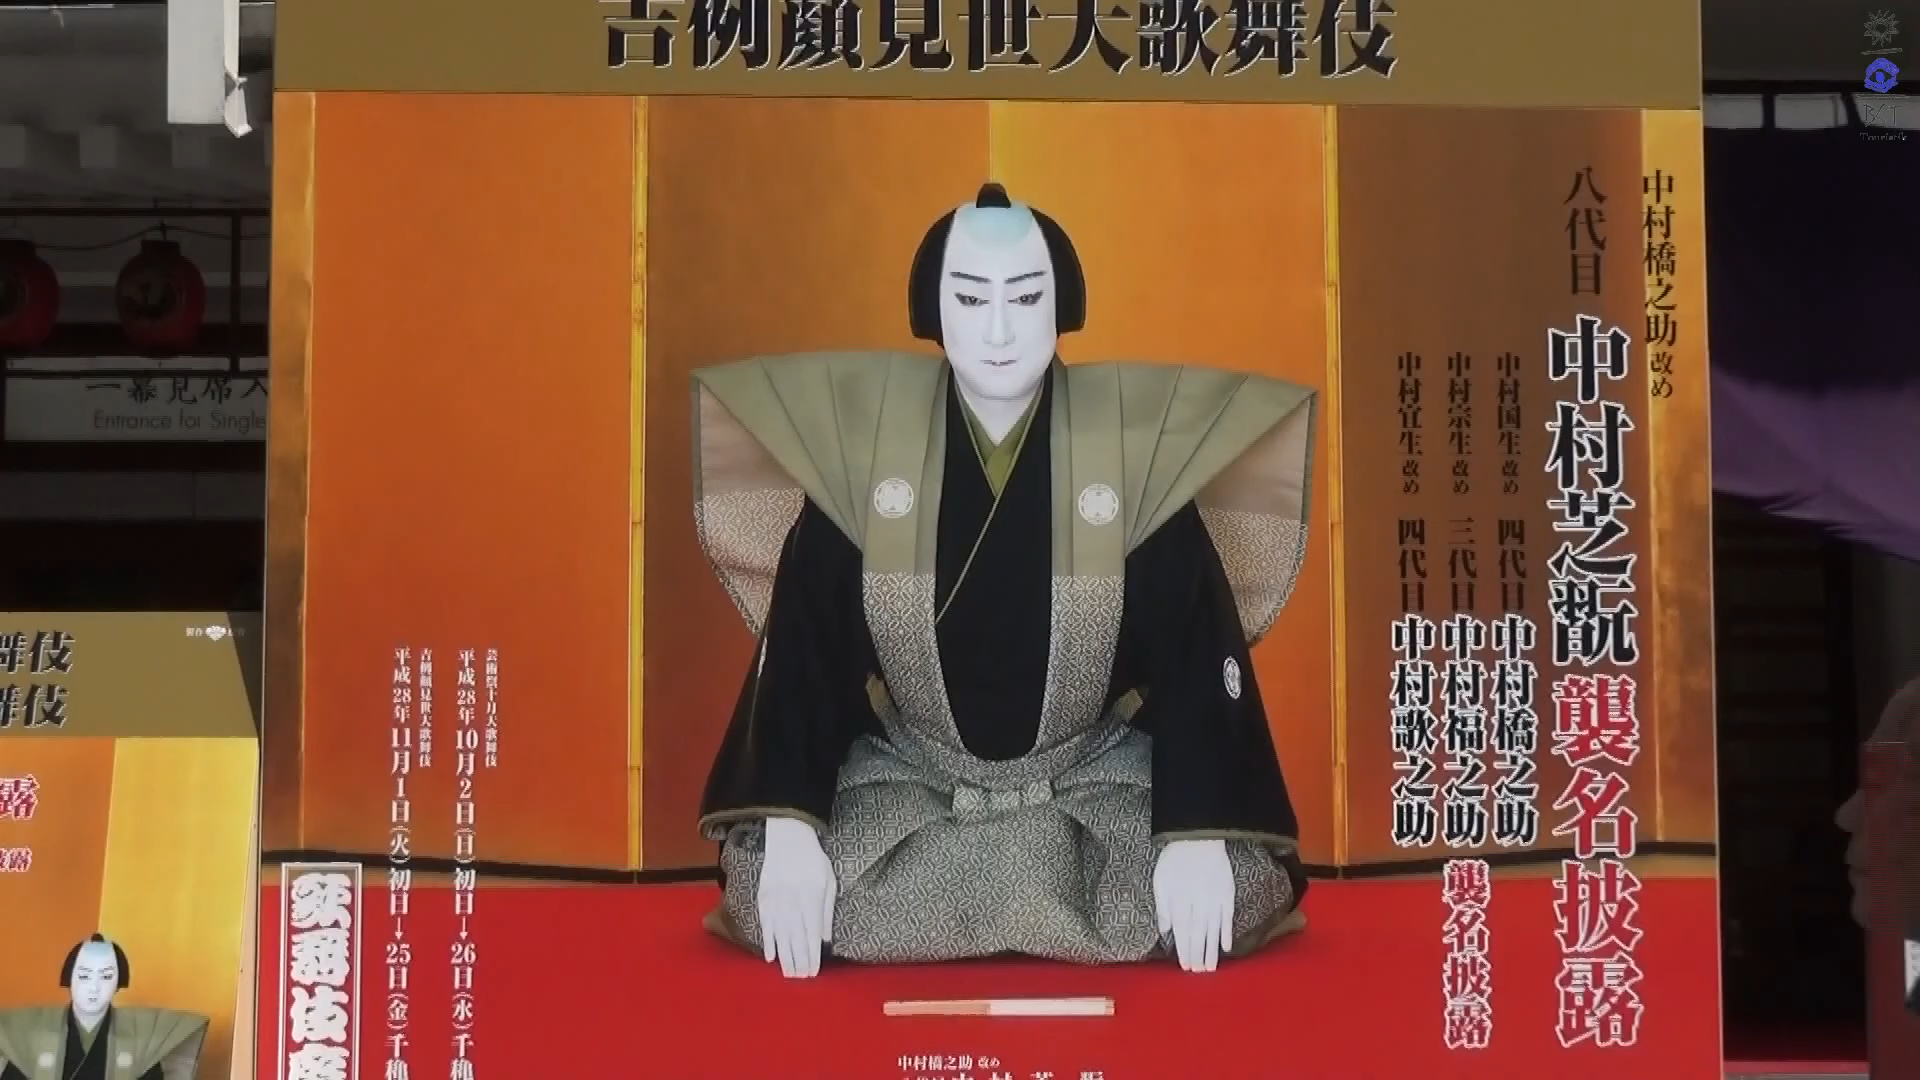 吉例顔見世大歌舞伎
中村橋之助 改め
八代目 中村芝翫 襲名披露
中村国生 改め 四代目 中村橋之助
中村宗生 改め 三代目 中村福之助
中村宜生 改め 四代目 中村歌之助
襲名披露
芸術祭十月大歌舞伎
平成28年10月2日(日)初日→26日(水)千穐
吉例顔見世大歌舞伎
平成28年11月1日(火)初日→25日(金)千穐
歌舞伎座
中村橋之助 改め
一幕見席入
Entrance for Single
舞伎
舞伎
露
披露
B/T
Touristik